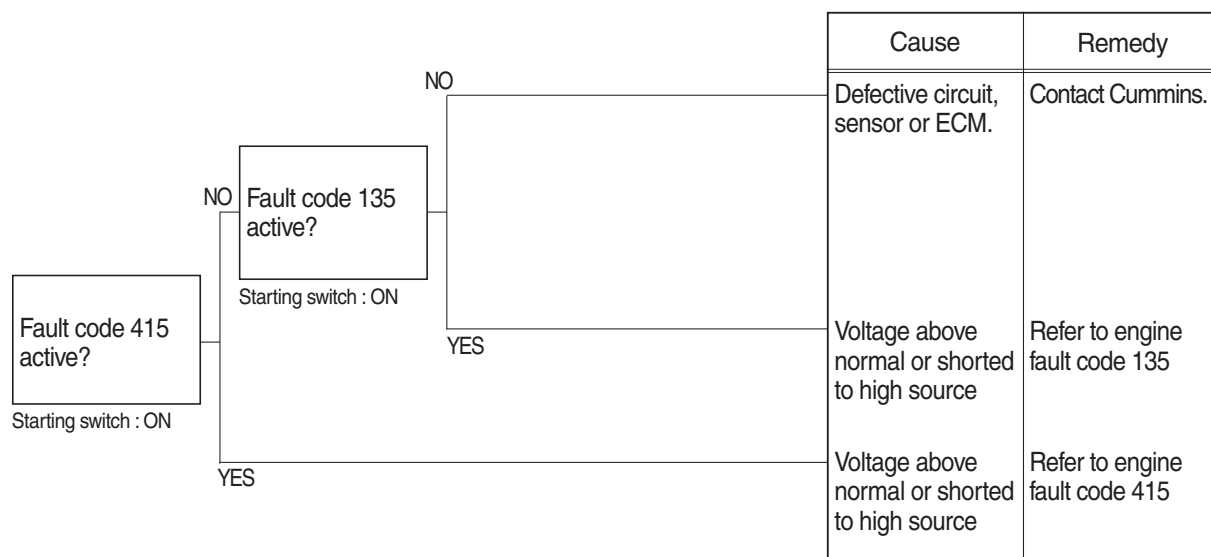 Cause
Remedy
NO
Defective circuit,
sensor or ECM.
Contact Cummins.
NO
Fault code 135
active?
Starting switch : ON
YES
Voltage above
normal or shorted
to high source
Refer to engine
fault code 135
Fault code 415
active?
Starting switch : ON
YES
Voltage above
normal or shorted
to high source
Refer to engine
fault code 415